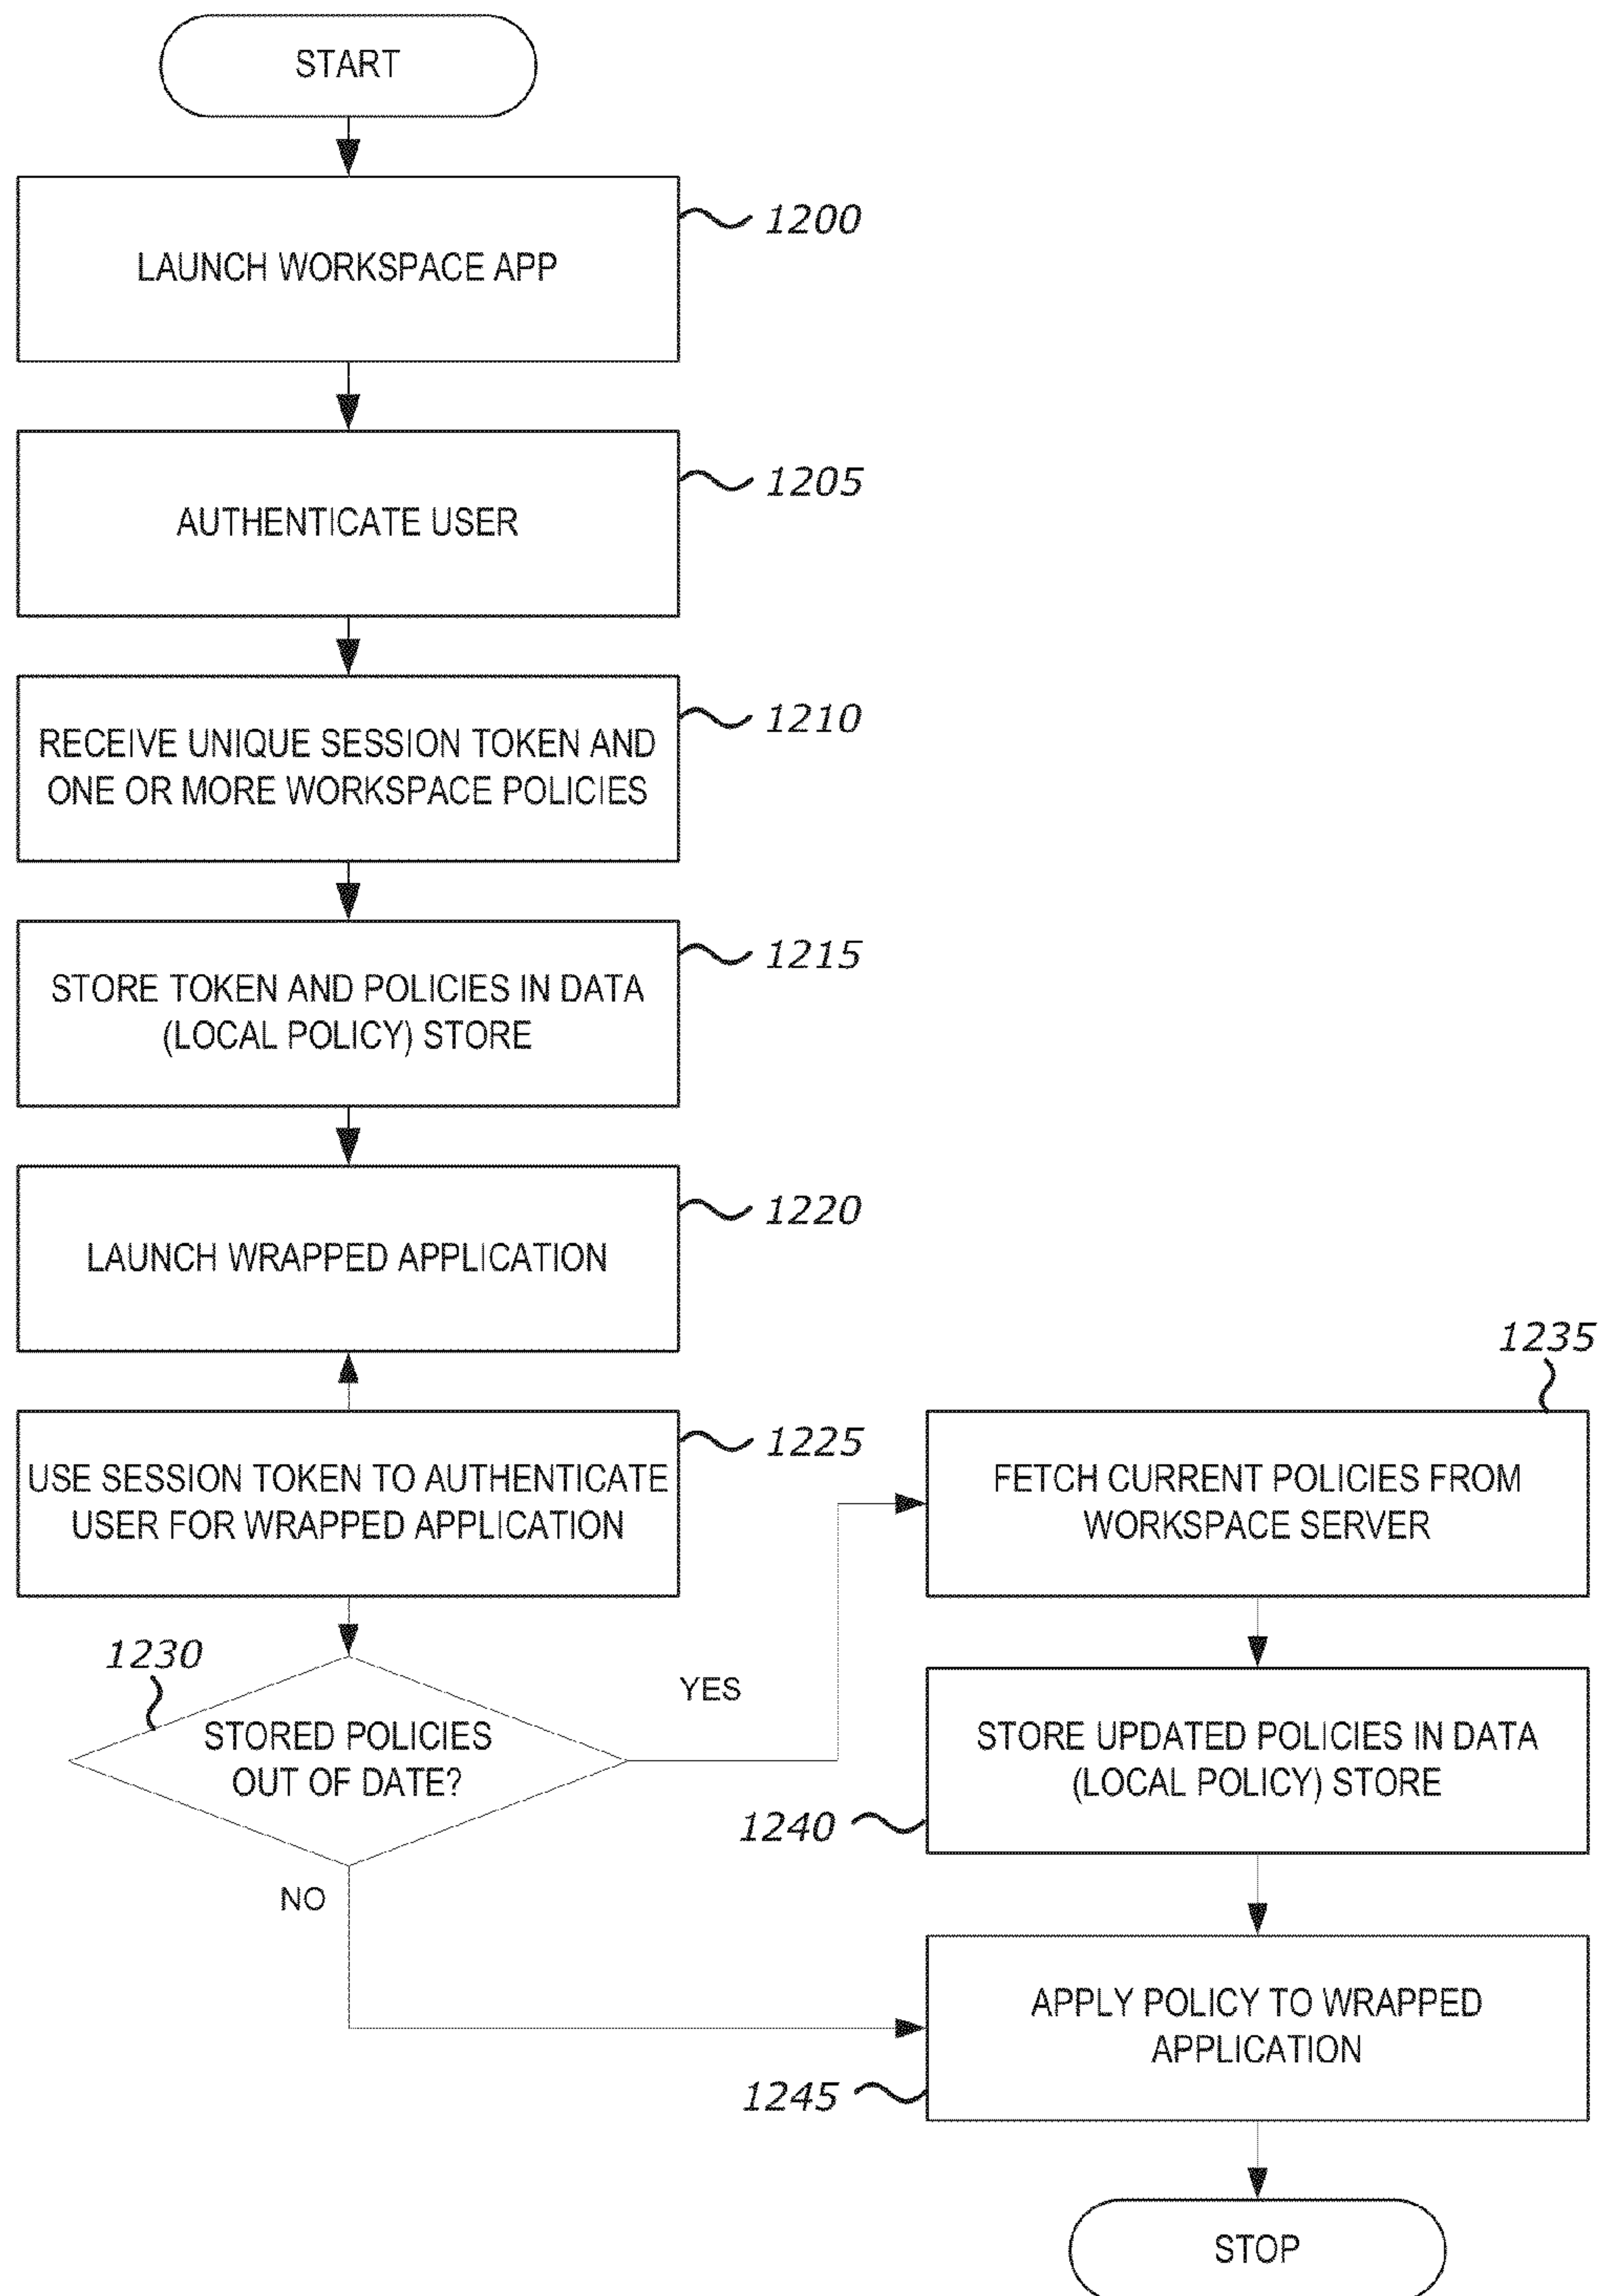 START
LAUNCH WORKSPACE APP
1200
AUTHENTICATE USER
1205
RECEIVE UNIQUE SESSION TOKEN AND
ONE OR MORE WORKSPACE POLICIES
1210
STORE TOKEN AND POLICIES IN DATA
(LOCAL POLICY) STORE
1215
LAUNCH WRAPPED APPLICATION
1220
USE SESSION TOKEN TO AUTHENTICATE
USER FOR WRAPPED APPLICATION
1225
1230
STORED POLICIES
OUT OF DATE?
YES
NO
1235
FETCH CURRENT POLICIES FROM
WORKSPACE SERVER
STORE UPDATED POLICIES IN DATA
(LOCAL POLICY) STORE
1240
APPLY POLICY TO WRAPPED
APPLICATION
1245
STOP